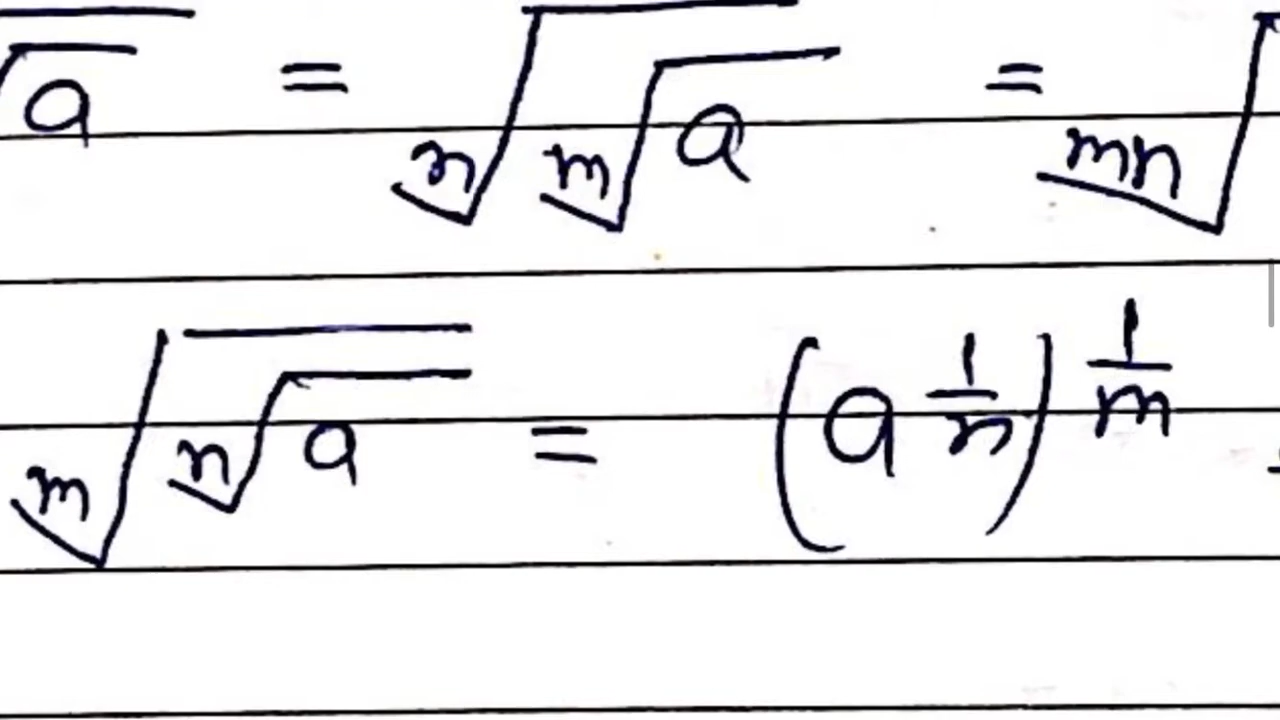 √a = ⁿ√(ᵐ√a) = ᵐⁿ√
ᵐ√(ⁿ√a) = (a^(1/n))^(1/m)